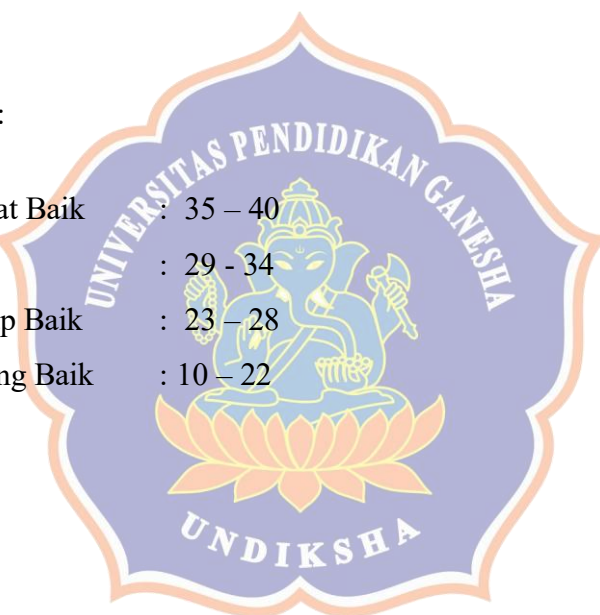 :
at Baik : 35 – 40
: 29 - 34
p Baik : 23 – 28
ng Baik : 10 – 22
UNIVERSITAS PENDIDIKAN GANESHA
UNDIKSHA